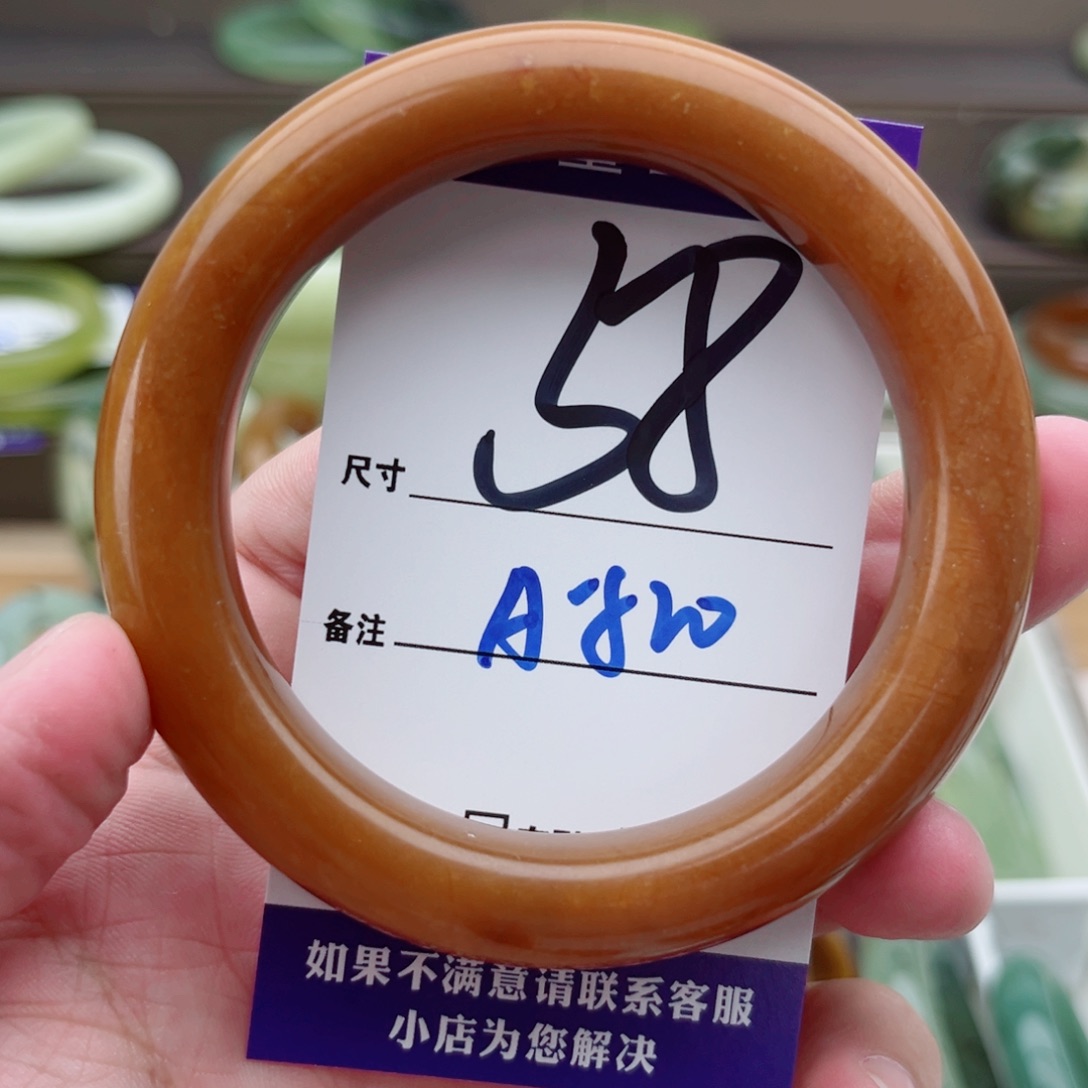 尺寸 58
备注
如果不满意请联系客服
小店为您解决